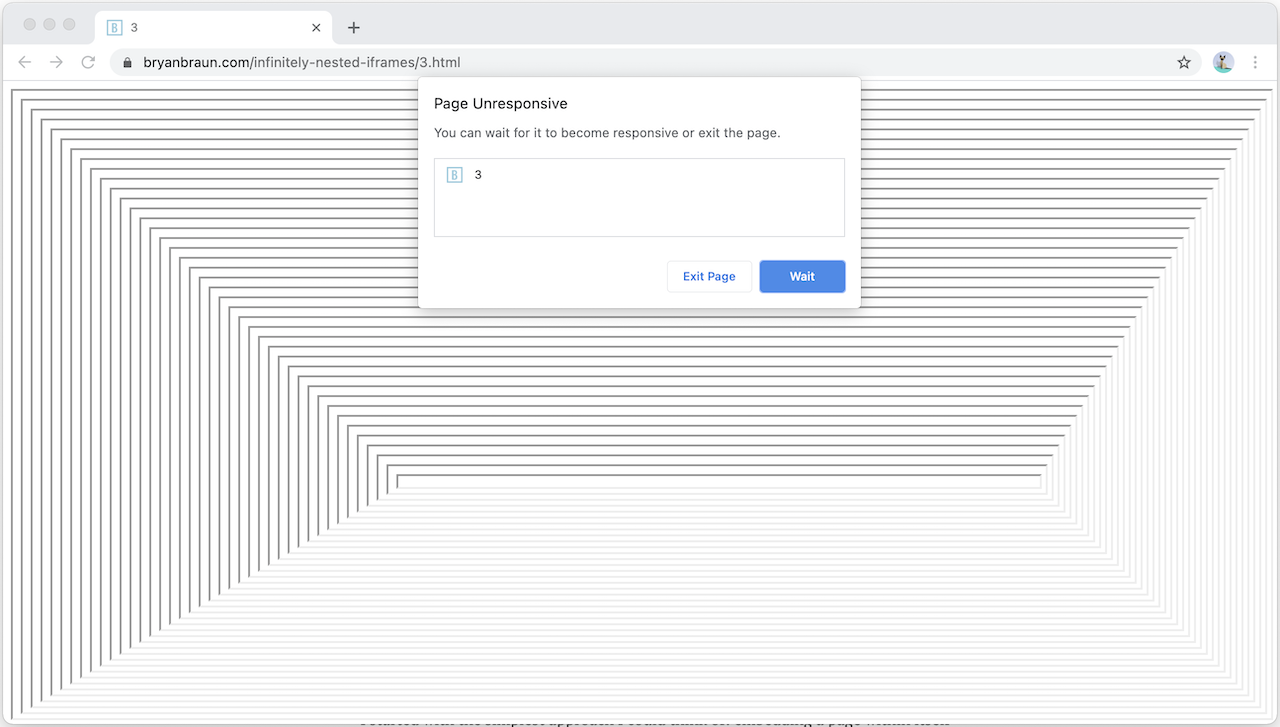 B 3
bryanbraun.com/infinitely-nested-iframes/3.html
Page Unresponsive
You can wait for it to become responsive or exit the page.
B 3
Exit Page Wait